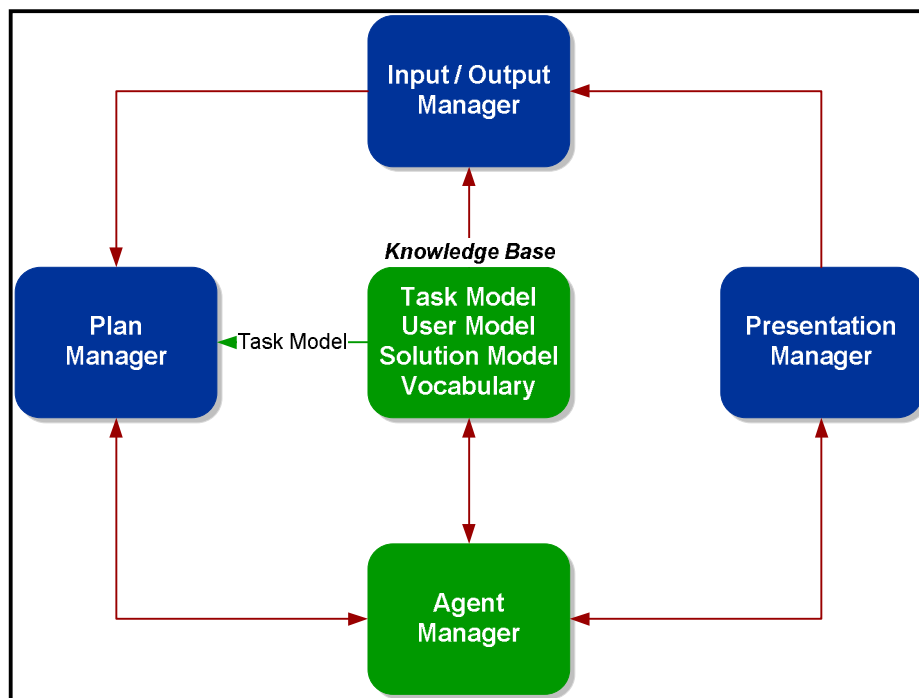 Input / Output
Manager
Knowledge Base
Plan
Manager
Task Model
Task Model
User Model
Solution Model
Vocabulary
Presentation
Manager
Agent
Manager